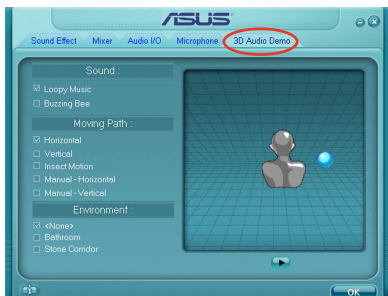 ASUS
Sound Effect Mixer Audio I/O Microphone 3D Audio Demo
Sound :
Loopy Music
Buzzing Bee
Moving Path :
Horizontal
Vertical
Insect Motion
Manual - Horizontal
Manual - Vertical
Environment :
<None>
Bathroom
Stone Corridor
OK